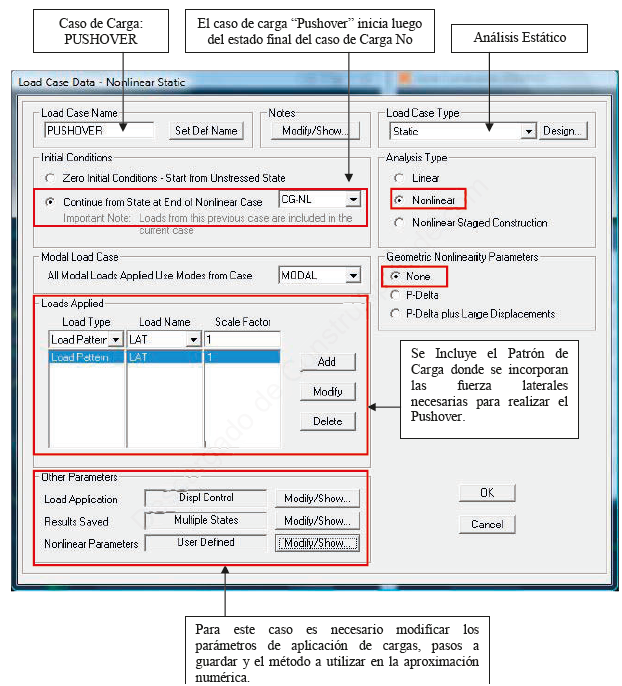 Caso de Carga:
PUSHOVER
El caso de carga “Pushover” inicia luego
del estado final del caso de Carga No
Análisis Estático
Load Case Data - Nonlinear Static
Load Case Name
PUSHOVER
Set Def Name
Notes
Modify/Show...
Load Case Type
Static
Design...
Initial Conditions
Zero Initial Conditions - Start from Unstressed State
Continue from State at End of Nonlinear Case
CG-NL
Important Note: Loads from this previous case are included in the
current case
Analysis Type
Linear
Nonlinear
Nonlinear Staged Construction
Modal Load Case
All Modal Loads Applied Use Modes from Case
MODAL
Geometric Nonlinearity Parameters
None
P-Delta
P-Delta plus Large Displacements
Loads Applied
Load Type Load Name Scale Factor
Load Pattern LAT 1
Load Pattern LAT 1
Add
Modify
Delete
Se Incluye el Patrón de
Carga donde se incorporan
las fuerza laterales
necesarias para realizar el
Pushover.
Other Parameters
Load Application Displ Control Modify/Show...
Results Saved Multiple States Modify/Show...
Nonlinear Parameters User Defined Modify/Show...
OK
Cancel
Para este caso es necesario modificar los
parámetros de aplicación de cargas, pasos a
guardar y el método a utilizar en la aproximación
numérica.